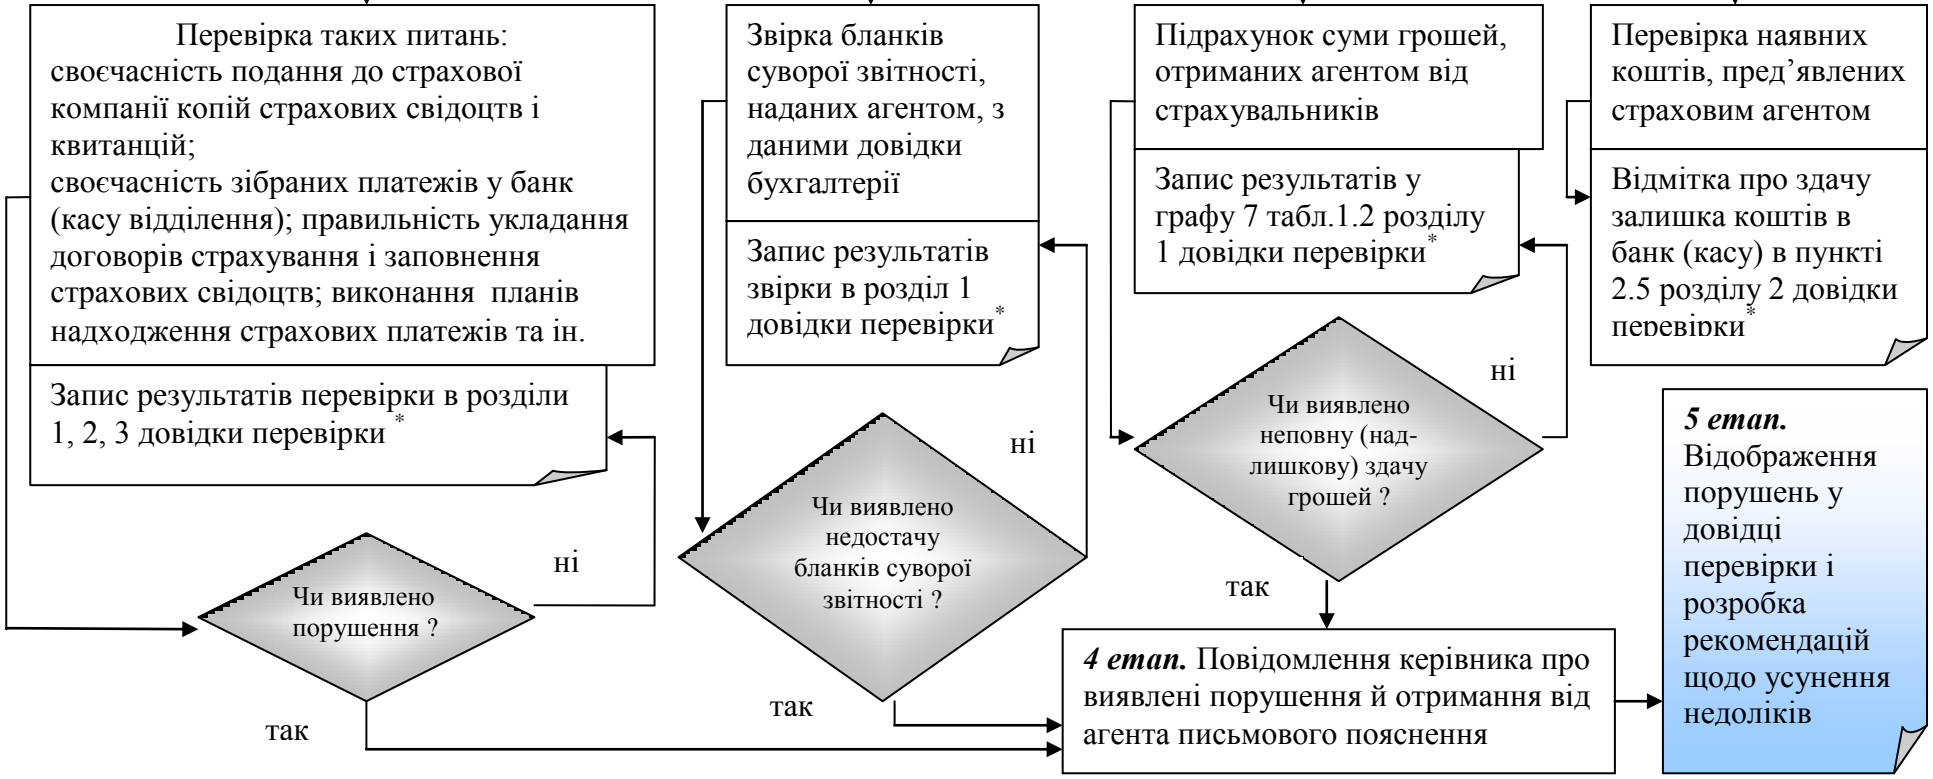 Перевірка таких питань:
своєчасність подання до страхової
компанії копій страхових свідоцтв і
квитанцій;
своєчасність зібраних платежів у банк
(касу відділення); правильність укладання
договорів страхування і заповнення
страхових свідоцтв; виконання планів
надходження страхових платежів та ін.
Запис результатів перевірки в розділи
1, 2, 3 довідки перевірки *
ні
Чи виявлено
порушення ?
так
Звірка бланків
суворої звітності,
наданих агентом, з
даними довідки
бухгалтерії
Запис результатів
звірки в розділ 1
довідки перевірки*
ні
Чи виявлено
недостачу
бланків суворої
звітності ?
так
Підрахунок суми грошей,
отриманих агентом від
страхувальників
Запис результатів у
графу 7 табл.1.2 розділу
1 довідки перевірки*
ні
Чи виявлено
неповну (над-
лишкову) здачу
грошей ?
так
Перевірка наявних
коштів, пред’явлених
страховим агентом
Відмітка про здачу
залишка коштів в
банк (касу) в пункті
2.5 розділу 2 довідки
перевірки*
4 етап. Повідомлення керівника про
виявлені порушення й отримання від
агента письмового пояснення
5 етап.
Відображення
порушень у
довідці
перевірки і
розробка
рекомендацій
щодо усунення
недоліків